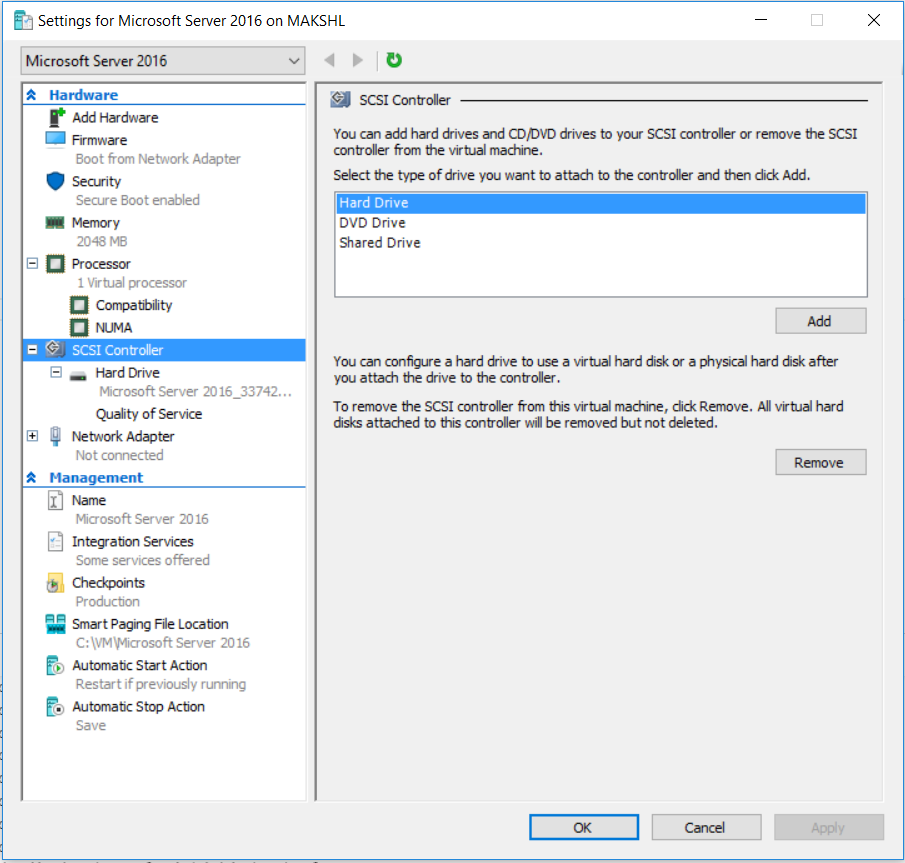 Settings for Microsoft Server 2016 on MAKSHL
Microsoft Server 2016
Hardware
Add Hardware
Firmware
Boot from Network Adapter
Security
Secure Boot enabled
Memory
2048 MB
Processor
1 Virtual processor
Compatibility
NUMA
SCSI Controller
Hard Drive
Microsoft Server 2016_33742...
Quality of Service
Network Adapter
Not connected
Management
Name
Microsoft Server 2016
Integration Services
Some services offered
Checkpoints
Production
Smart Paging File Location
C:\VM\Microsoft Server 2016
Automatic Start Action
Restart if previously running
Automatic Stop Action
Save
SCSI Controller
You can add hard drives and CD/DVD drives to your SCSI controller or remove the SCSI
controller from the virtual machine.
Select the type of drive you want to attach to the controller and then click Add.
Hard Drive
DVD Drive
Shared Drive
Add
You can configure a hard drive to use a virtual hard disk or a physical hard disk after
you attach the drive to the controller.
To remove the SCSI controller from this virtual machine, click Remove. All virtual hard
disks attached to this controller will be removed but not deleted.
Remove
OK
Cancel
Apply